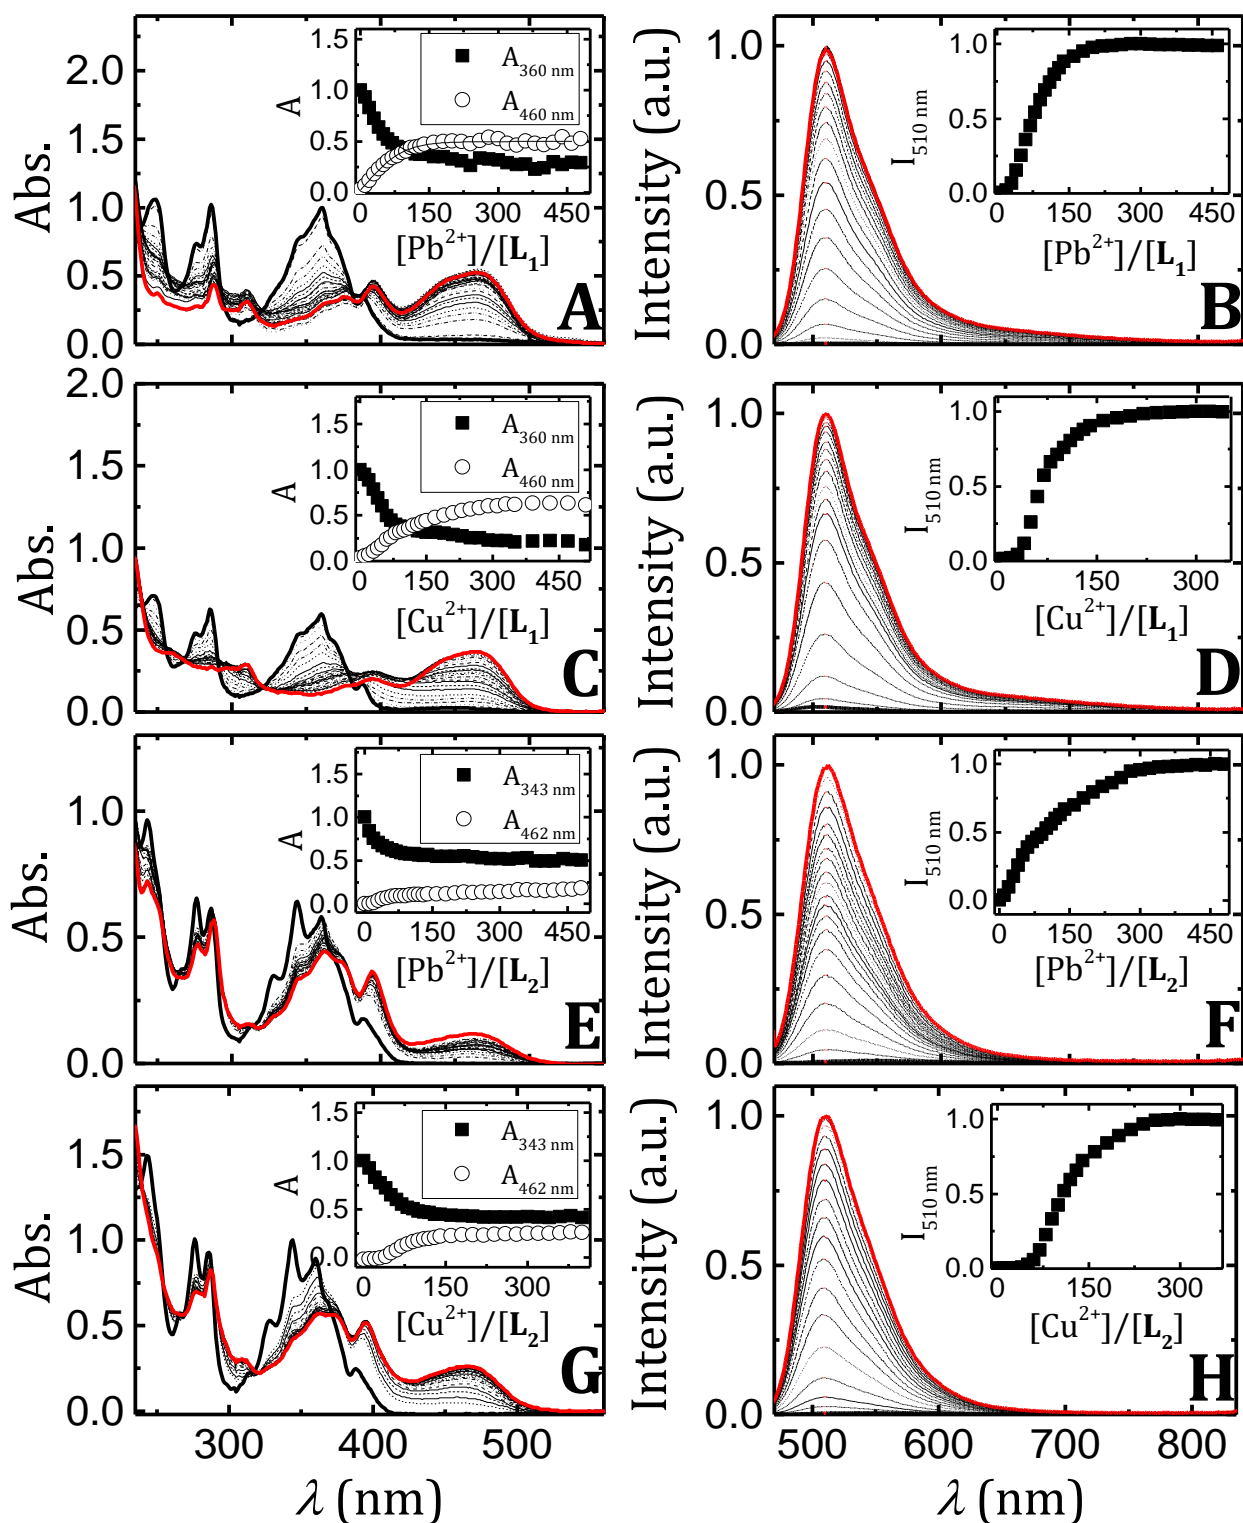 Abs.
2.0
1.5
1.0
0.5
0.0
A
1.5
1.0
0.5
0.0
A360 nm
A460 nm
0 150 300 450
[Pb2+]/[L1]
A
Intensity (a.u.)
1.0
0.5
0.0
I510 nm
1.0
0.5
0.0
0 150 300 450
[Pb2+]/[L1]
B
Abs.
2.0
1.5
1.0
0.5
0.0
A
1.5
1.0
0.5
0.0
A360 nm
A460 nm
0 150 300 450
[Cu2+]/[L1]
C
Intensity (a.u.)
1.0
0.5
0.0
I510 nm
1.0
0.5
0.0
0 150 300
[Cu2+]/[L1]
D
Abs.
1.0
0.5
0.0
A
1.5
1.0
0.5
0.0
A343 nm
A462 nm
0 150 300 450
[Pb2+]/[L2]
E
Intensity (a.u.)
1.0
0.5
0.0
I510 nm
1.0
0.5
0.0
0 150 300 450
[Pb2+]/[L2]
F
Abs.
1.5
1.0
0.5
0.0
A
1.5
1.0
0.5
0.0
A343 nm
A462 nm
0 150 300
[Cu2+]/[L2]
G
300 400 500
λ (nm)
Intensity (a.u.)
1.0
0.5
0.0
I510 nm
1.0
0.5
0.0
0 150 300
[Cu2+]/[L2]
H
500 600 700 800
λ (nm)